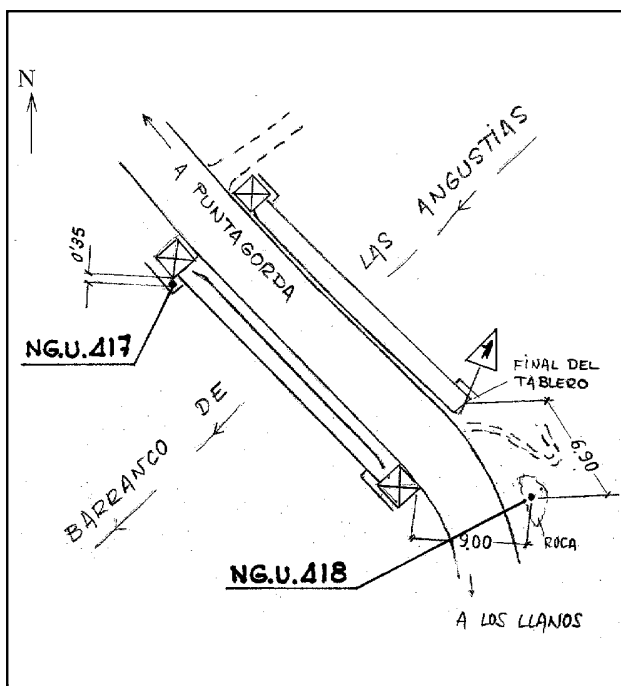 N
A PUNTAGORDA
LAS ANGUSTIAS
0'35
NG.U.417
FINAL DEL
TABLERO
BARRANCO DE
6.90
9.00
ROCA
NG.U.418
A LOS LLANOS